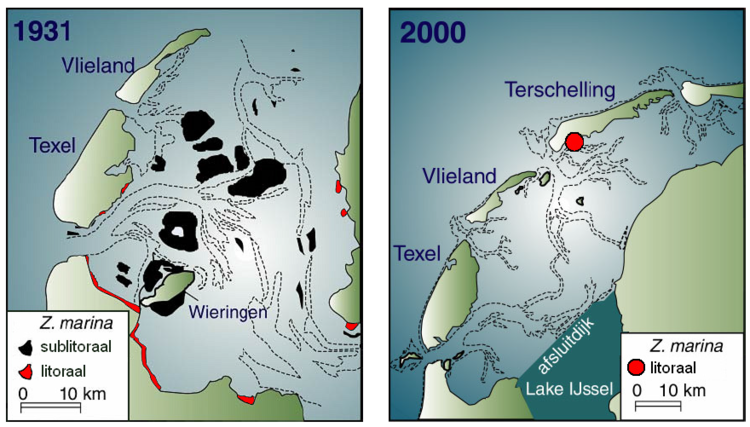 1931
Vlieland
Texel
Wieringen
Z. marina
sublitoraal
litoraal
0 10 km
2000
Terschelling
Vlieland
Texel
afsluitdijk
Lake IJssel
Z. marina
litoraal
0 10 km